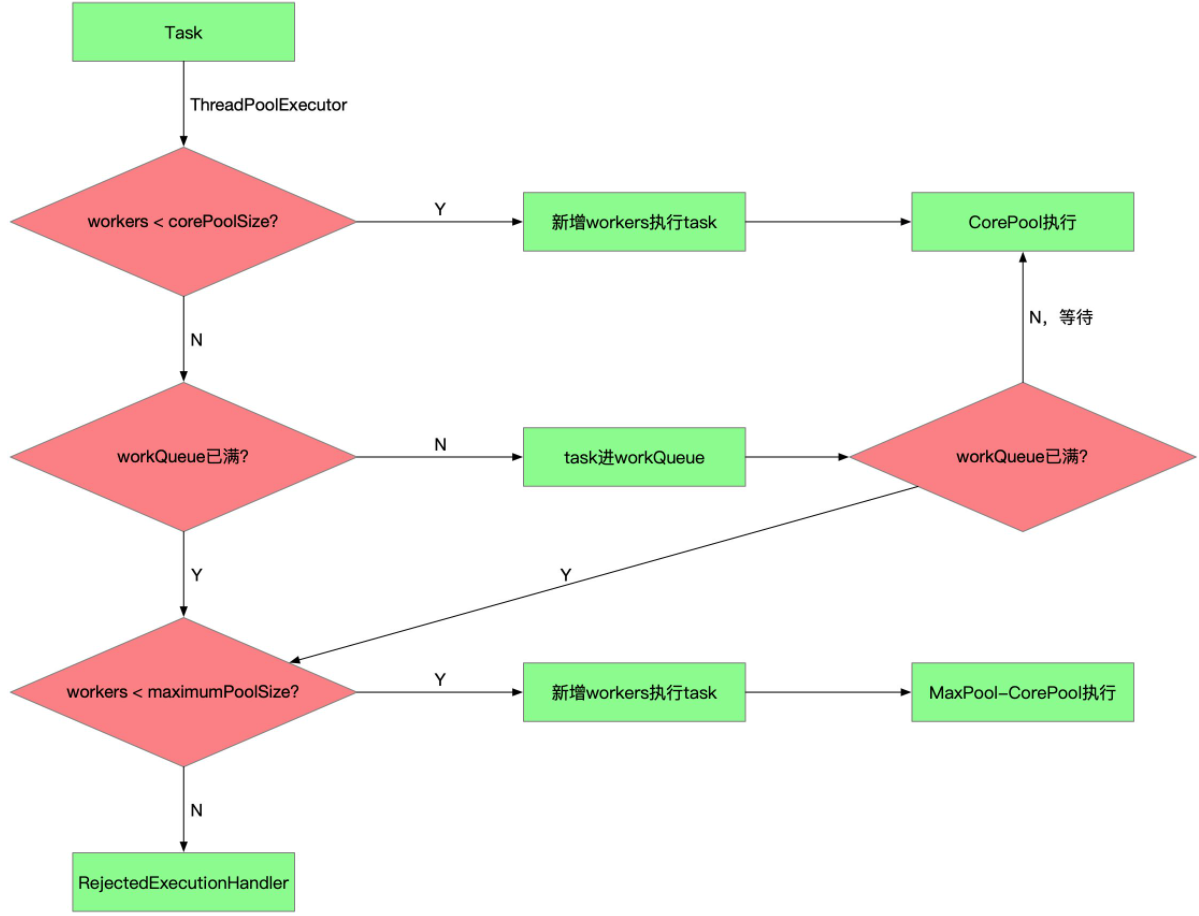 Task
ThreadPoolExecutor
workers < corePoolSize?
Y
新增workers执行task
CorePool执行
N
N，等待
workQueue已满?
N
task进workQueue
workQueue已满?
Y
Y
workers < maximumPoolSize?
Y
新增workers执行task
MaxPool-CorePool执行
N
RejectedExecutionHandler